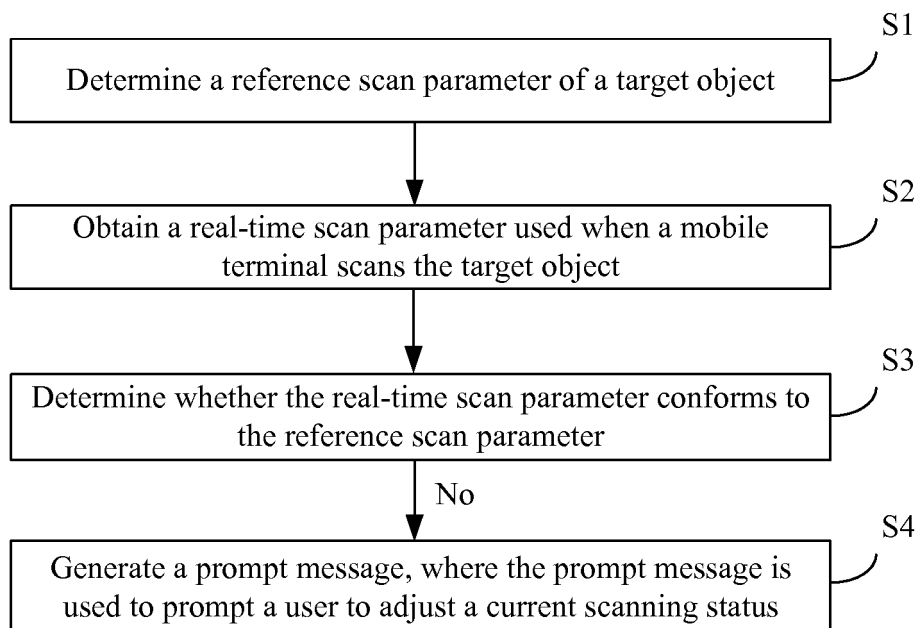 S1
Determine a reference scan parameter of a target object
S2
Obtain a real-time scan parameter used when a mobile
terminal scans the target object
S3
Determine whether the real-time scan parameter conforms to
the reference scan parameter
No
S4
Generate a prompt message, where the prompt message is
used to prompt a user to adjust a current scanning status